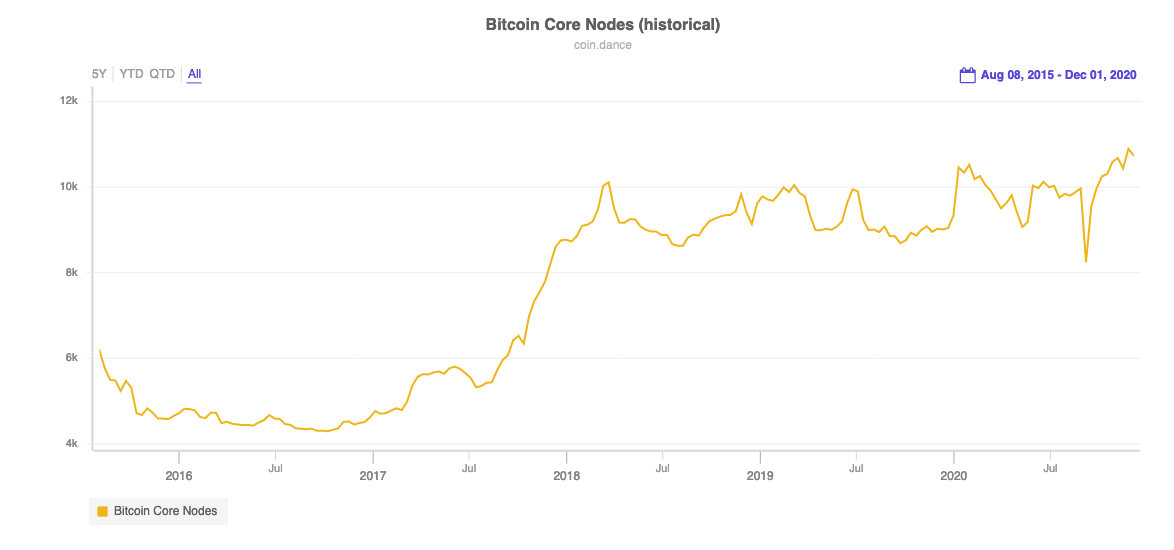 Bitcoin Core Nodes (historical)
coin.dance
5Y YTD QTD All
Aug 08, 2015 - Dec 01, 2020
12k
10k
8k
6k
4k
2016 Jul 2017 Jul 2018 Jul 2019 Jul 2020 Jul
Bitcoin Core Nodes